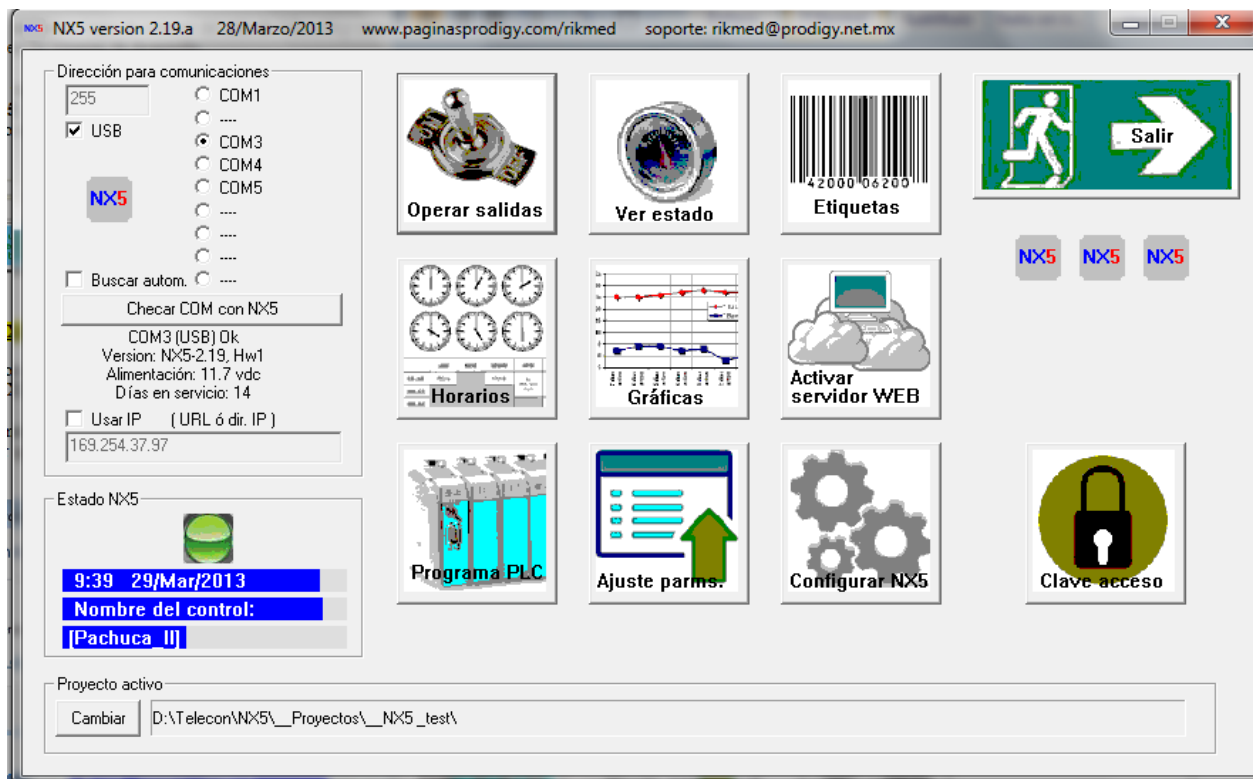 NX5 NX5 version 2.19.a 28/Marzo/2013 www.paginasprodigy.com/rikmed soporte: rikmed@prodigy.net.mx
Dirección para comunicaciones
255
USB
COM1
----
COM3
COM4
COM5
----
----
----
----
NX5
Buscar autom.
Checar COM con NX5
COM3 (USB) Ok
Version: NX5-2.19, Hw1
Alimentación: 11.7 vdc
Días en servicio: 14
Usar IP ( URL ó dir. IP )
169.254.37.97
Estado NX5
9:39 29/Mar/2013
Nombre del control:
[Pachuca_II]
Operar salidas
Ver estado
42000 06200
Etiquetas
Salir
NX5 NX5 NX5
Horarios
Gráficas
Activar
servidor WEB
Programa PLC
Ajuste parms.
Configurar NX5
Clave acceso
Proyecto activo
Cambiar
D:\Telecon\NX5\__Proyectos\__NX5 _test\